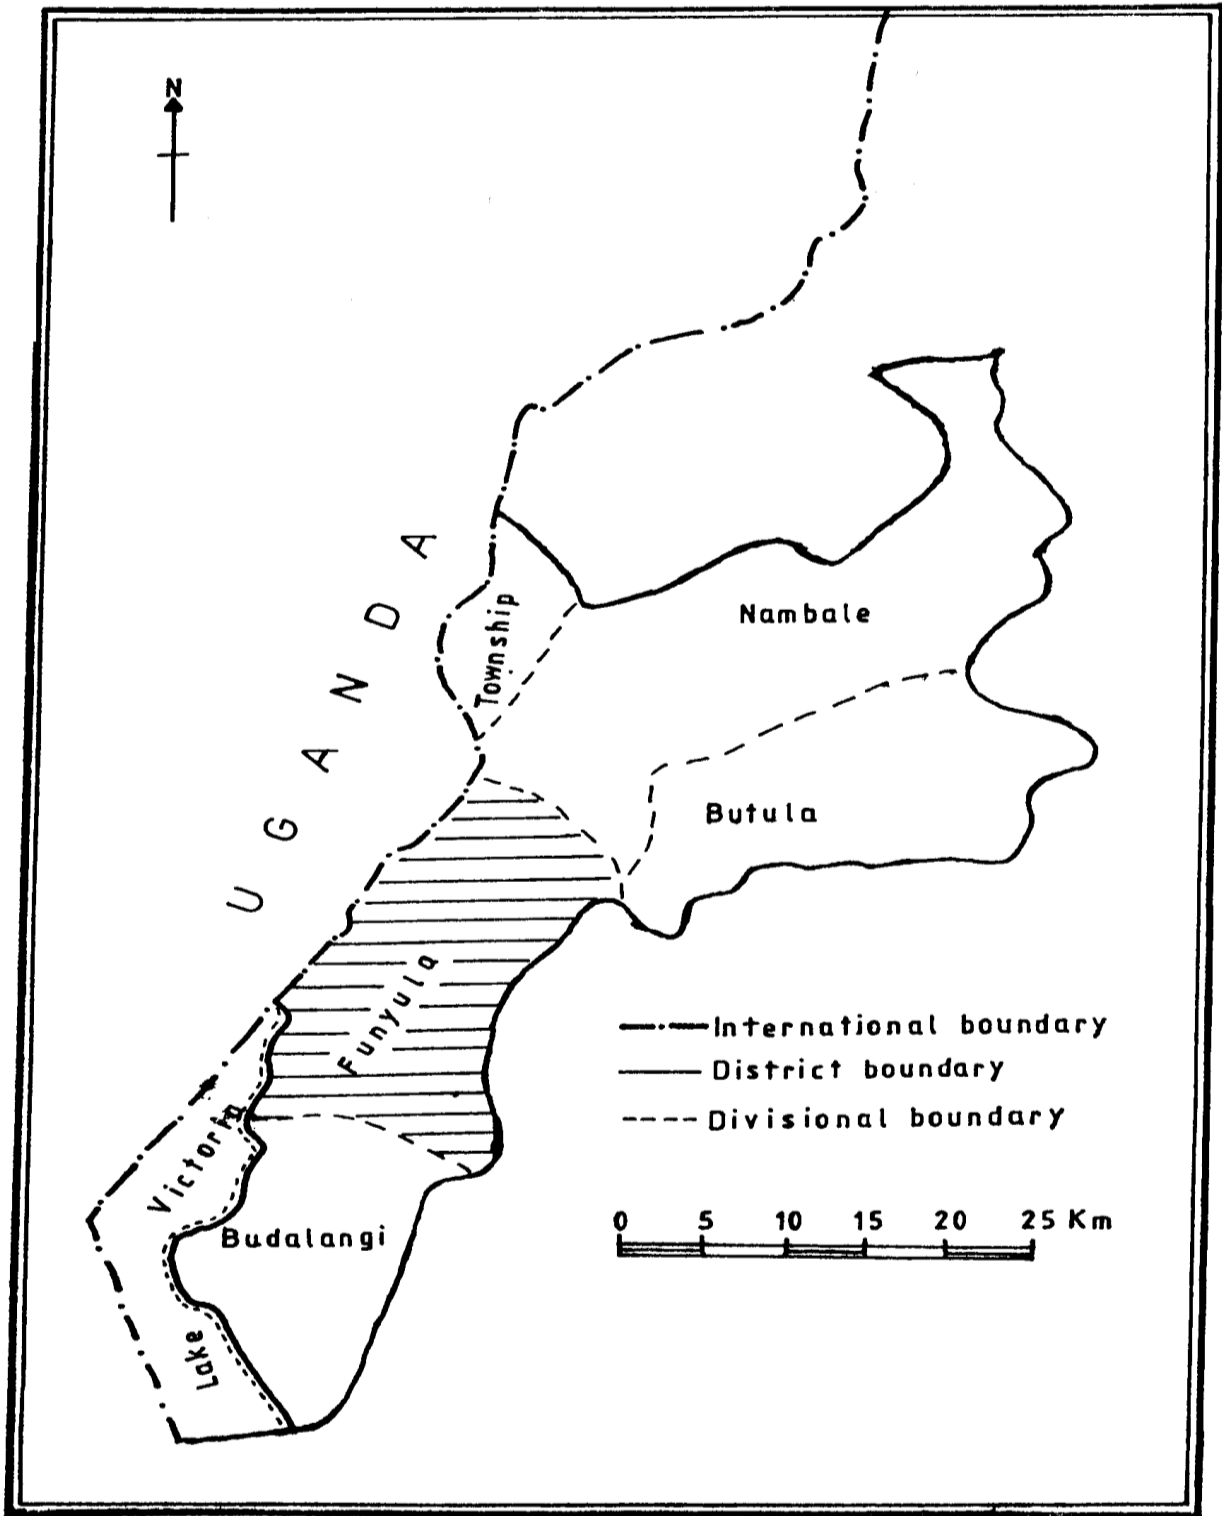 N
UGANDA
Township
Nambale
Butula
Funyula
International boundary
District boundary
Divisional boundary
Lake Victoria
Budalangi
0 5 10 15 20 25 Km